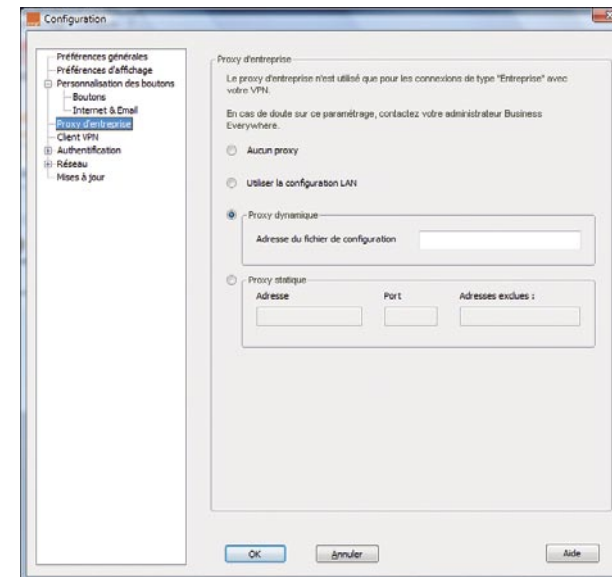 Configuration
Préférences générales
Préférences d'affichage
Personnalisation des boutons
Boutons
Internet & Email
Proxy d'entreprise
Client VPN
Authentification
Réseau
Mises à jour
Proxy d'entreprise
Le proxy d'entreprise n'est utilisé que pour les connexions de type "Entreprise" avec
votre VPN.
En cas de doute sur ce paramétrage, contactez votre administrateur Business
Everywhere.
Aucun proxy
Utiliser la configuration LAN
Proxy dynamique
Adresse du fichier de configuration
Proxy statique
Adresse Port Adresses exclues :
OK Annuler Aide